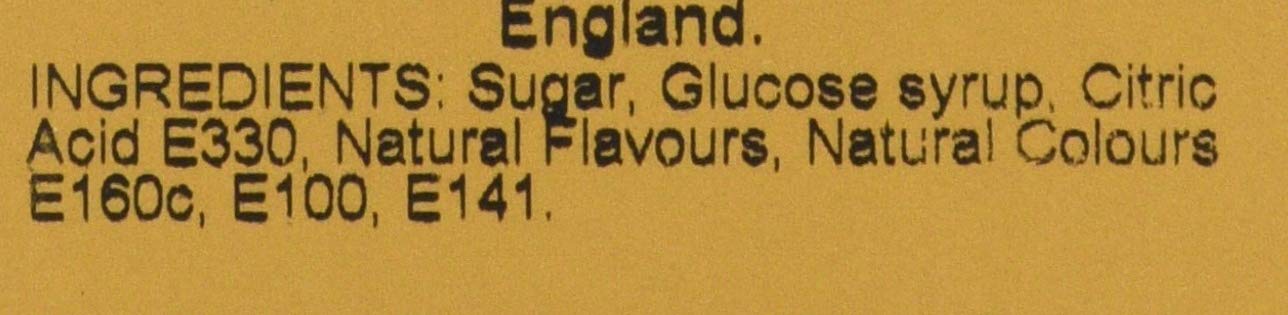 England.
INGREDIENTS: Sugar, Glucose syrup, Citric
Acid E330, Natural Flavours, Natural Colours
E160c, E100, E141.